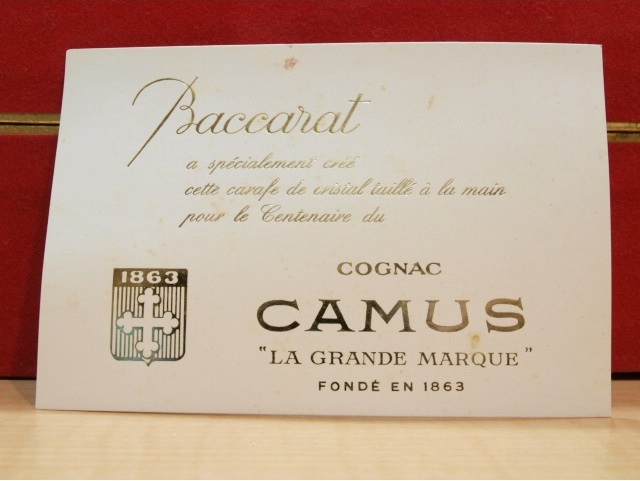 Baccarat
a spécialement créé
cette carafe de cristal taillé à la main
pour le Centenaire du
1863
COGNAC
CAMUS
"LA GRANDE MARQUE"
FONDÉ EN 1863